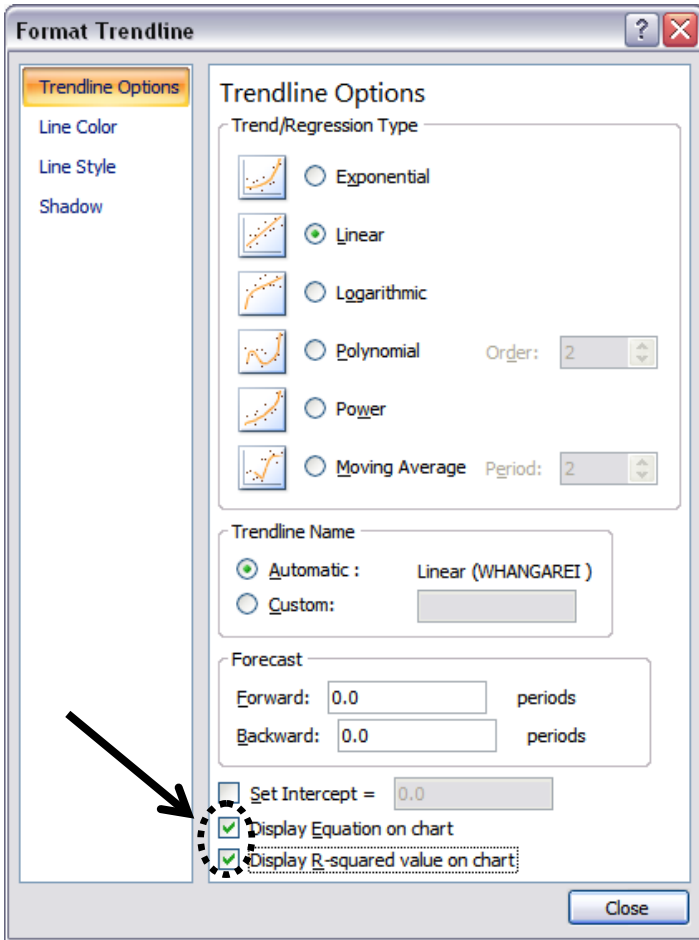 Format Trendline
?
X
Trendline Options
Line Color
Line Style
Shadow
Trendline Options
Trend/Regression Type
Exponential
Linear
Logarithmic
Polynomial Order: 2
Power
Moving Average Period: 2
Trendline Name
Automatic : Linear (WHANGAREI )
Custom:
Forecast
Forward: 0.0 periods
Backward: 0.0 periods
Set Intercept = 0.0
Display Equation on chart
Display R-squared value on chart
Close